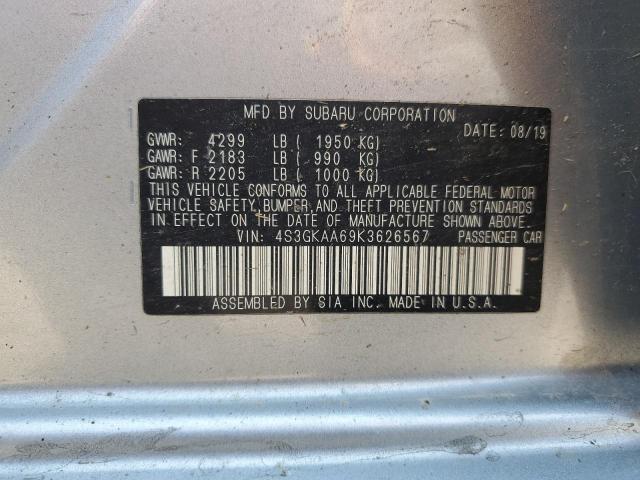 MFD BY SUBARU CORPORATION
DATE: 08/19
GVWR: 4299 LB ( 1950 KG)
GAWR: F 2183 LB ( 990 KG)
GAWR: R 2205 LB ( 1000 KG)
THIS VEHICLE CONFORMS TO ALL APPLICABLE FEDERAL MOTOR
VEHICLE SAFETY, BUMPER, AND THEFT PREVENTION STANDARDS
IN EFFECT ON THE DATE OF MANUFACTURE SHOWN ABOVE.
VIN: 4S3GKAA69K3626567 PASSENGER CAR
ASSEMBLED BY SIA INC. MADE IN U.S.A.